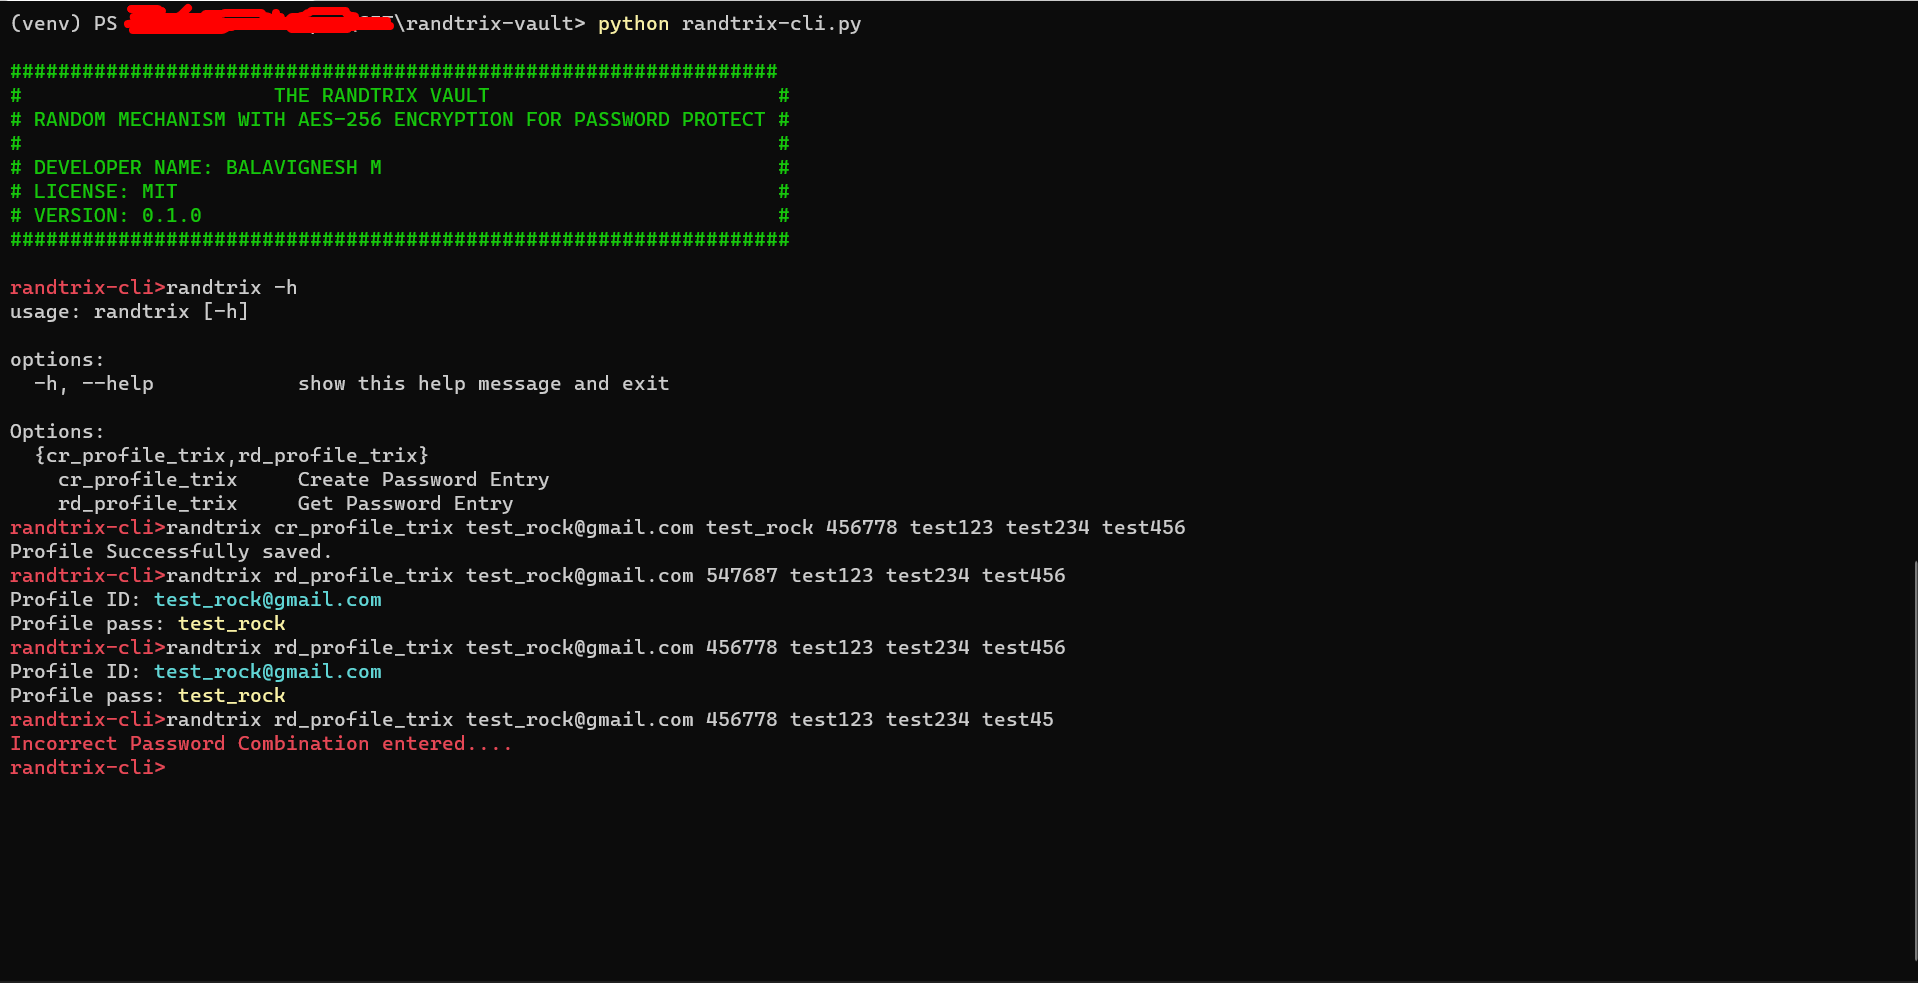 (venv) PS \randtrix-vault> python randtrix-cli.py
################################################################
# THE RANDTRIX VAULT #
# RANDOM MECHANISM WITH AES-256 ENCRYPTION FOR PASSWORD PROTECT #
# #
# DEVELOPER NAME: BALAVIGNESH M #
# LICENSE: MIT #
# VERSION: 0.1.0 #
#################################################################
randtrix-cli>randtrix -h
usage: randtrix [-h]
options:
-h, --help show this help message and exit
Options:
{cr_profile_trix,rd_profile_trix}
cr_profile_trix Create Password Entry
rd_profile_trix Get Password Entry
randtrix-cli>randtrix cr_profile_trix test_rock@gmail.com test_rock 456778 test123 test234 test456
Profile Successfully saved.
randtrix-cli>randtrix rd_profile_trix test_rock@gmail.com 547687 test123 test234 test456
Profile ID: test_rock@gmail.com
Profile pass: test_rock
randtrix-cli>randtrix rd_profile_trix test_rock@gmail.com 456778 test123 test234 test456
Profile ID: test_rock@gmail.com
Profile pass: test_rock
randtrix-cli>randtrix rd_profile_trix test_rock@gmail.com 456778 test123 test234 test45
Incorrect Password Combination entered....
randtrix-cli>